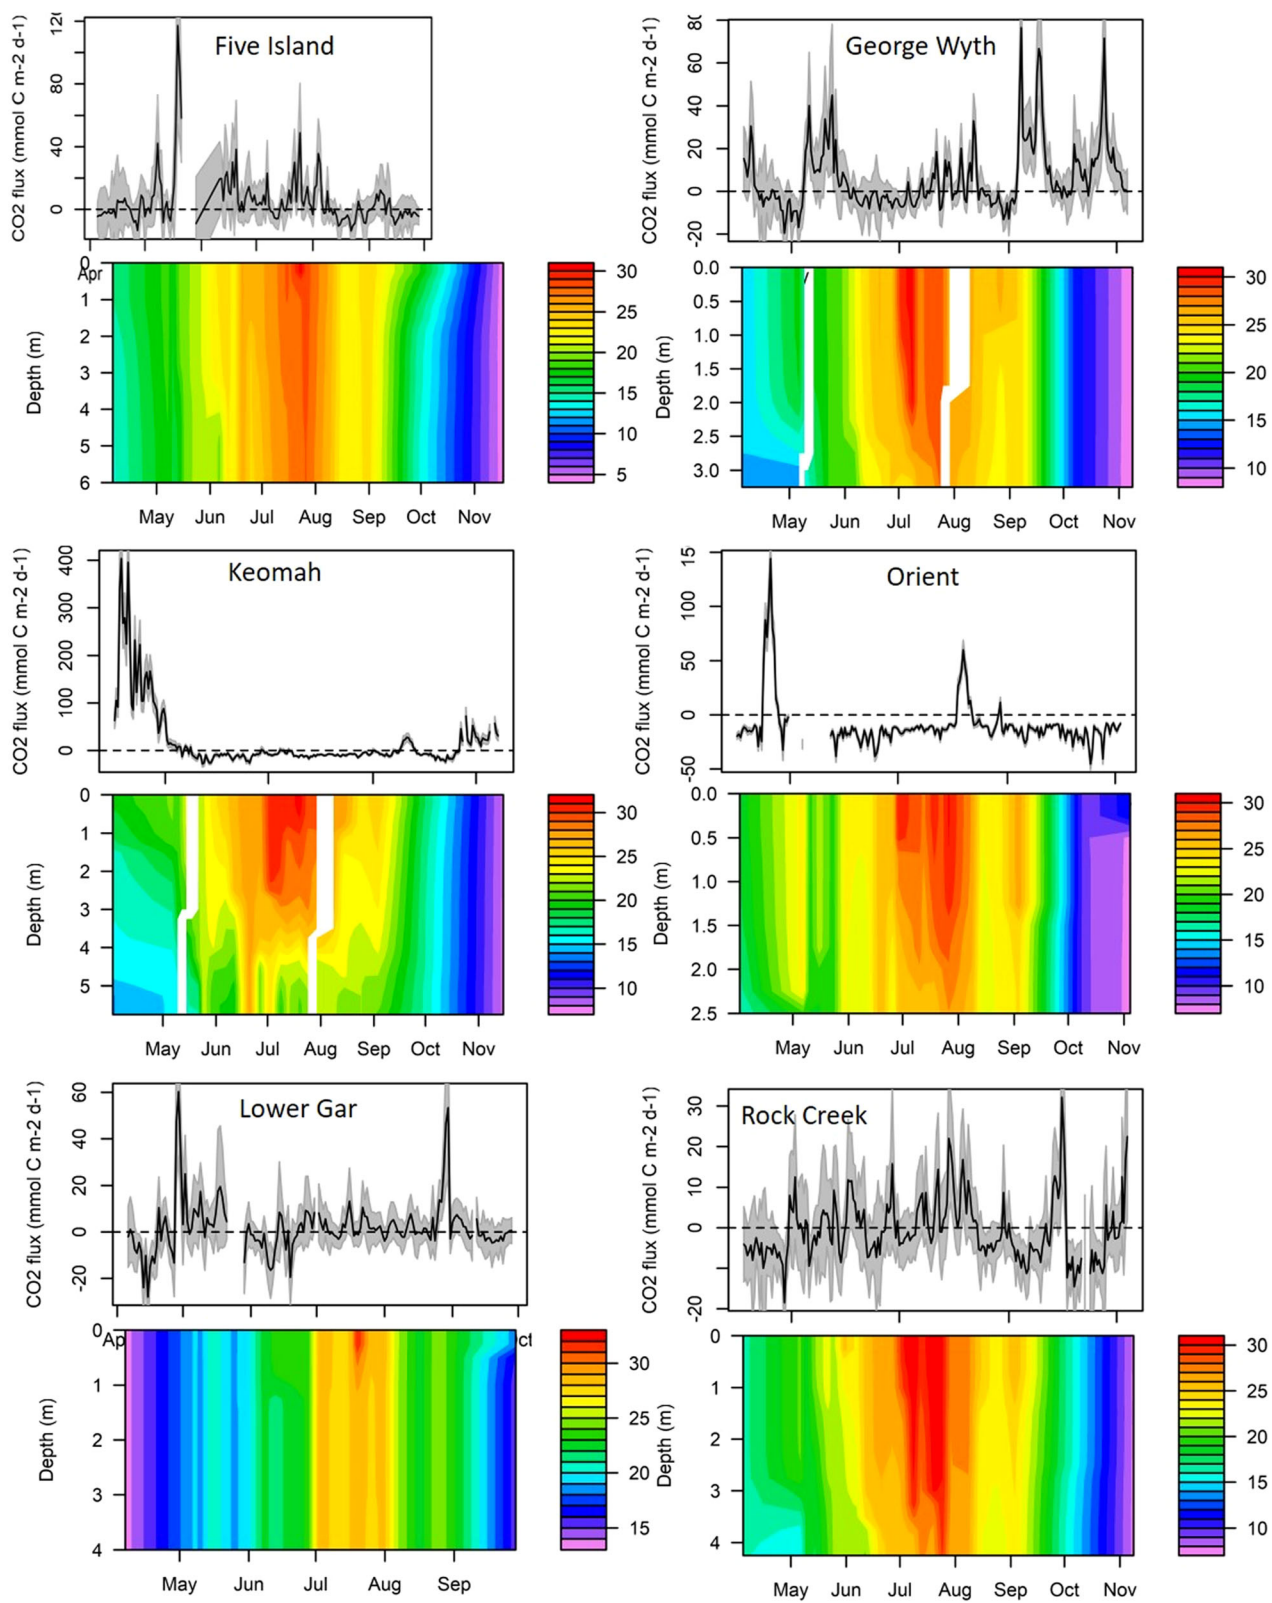 Five Island
CO2 flux (mmol C m-2 d-1)
0 40 80 12
George Wyth
CO2 flux (mmol C m-2 d-1)
-20 0 20 40 60 80
Apr
Depth (m)
0 1 2 3 4 5 6
May Jun Jul Aug Sep Oct Nov
5 10 15 20 25 30
Depth (m)
0.0 0.5 1.0 1.5 2.0 2.5 3.0
May Jun Jul Aug Sep Oct Nov
10 15 20 25 30
Keomah
CO2 flux (mmol C m-2 d-1)
0 100 200 300 400
Orient
CO2 flux (mmol C m-2 d-1)
-50 0 50 100 15
Depth (m)
0 1 2 3 4 5
May Jun Jul Aug Sep Oct Nov
10 15 20 25 30
Depth (m)
0.0 0.5 1.0 1.5 2.0 2.5
May Jun Jul Aug Sep Oct Nov
10 15 20 25 30
Lower Gar
CO2 flux (mmol C m-2 d-1)
-20 0 20 40 60
Rock Creek
CO2 flux (mmol C m-2 d-1)
-20 -10 0 10 20 30
Ap ct
Depth (m)
0 1 2 3 4
May Jun Jul Aug Sep
15 20 25 30
Depth (m)
0 1 2 3 4
May Jun Jul Aug Sep Oct Nov
10 15 20 25 30